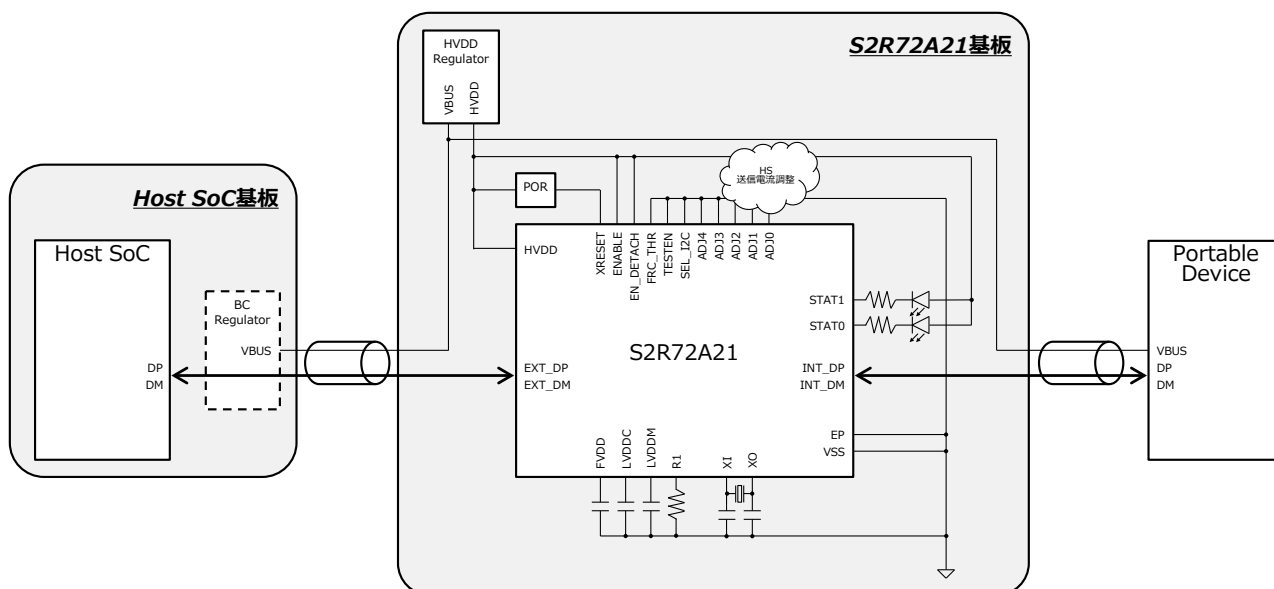 S2R72A21基板
HVDD
Regulator
VBUS
HVDD
HS
送信電流調整
POR
Host SoC基板
Host SoC
BC
Regulator
VBUS
DP
DM
HVDD
XRESET
ENABLE
EN_DETACH
FRC_THR
TESTEN
SEL_I2C
ADJ4
ADJ3
ADJ2
ADJ1
ADJ0
STAT1
STAT0
S2R72A21
EXT_DP
EXT_DM
INT_DP
INT_DM
EP
VSS
FVDD
LVDDC
LVDDM
R1
XI
XO
Portable
Device
VBUS
DP
DM